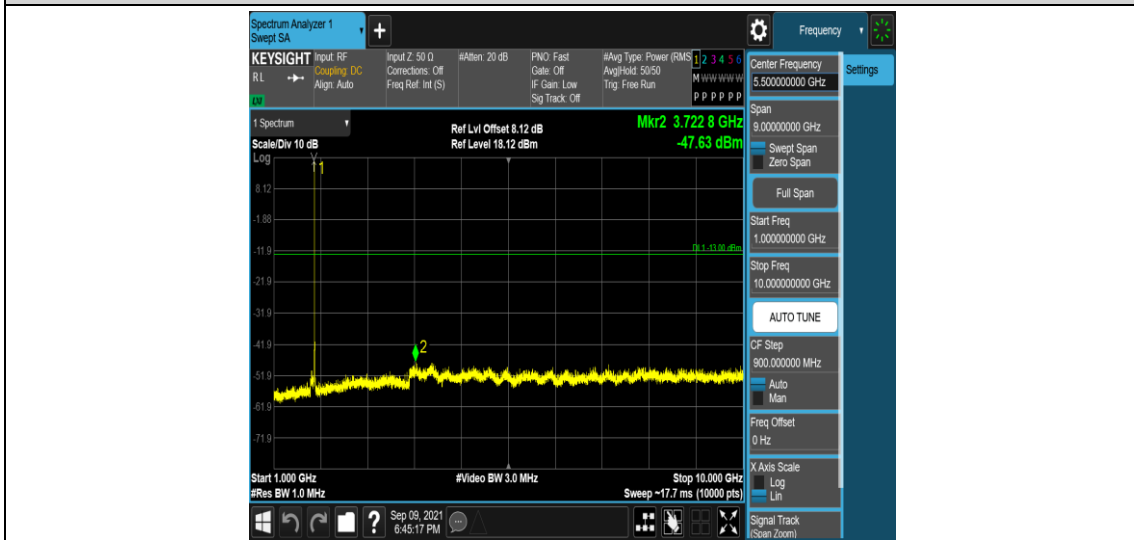 Spectrum Analyzer 1
Swept SA
+
Frequency
KEYSIGHT
RL
LXI
Input: RF
Coupling: DC
Align: Auto
Input Z: 50 Ω
Corrections: Off
Freq Ref: Int (S)
#Atten: 20 dB
PNO: Fast
Gate: Off
IF Gain: Low
Sig Track: Off
#Avg Type: Power (RMS
Avg|Hold: 50/50
Trig: Free Run
1 2 3 4 5 6
M W W W W W
P P P P P P
1 Spectrum
Scale/Div 10 dB
Log
Ref Lvl Offset 8.12 dB
Ref Level 18.12 dBm
Mkr2 3.722 8 GHz
-47.63 dBm
1
8.12
-1.88
-11.9
DL1 -13.00 dBm
-21.9
-31.9
-41.9
2
-51.9
-61.9
-71.9
Start 1.000 GHz
#Res BW 1.0 MHz
#Video BW 3.0 MHz
Stop 10.000 GHz
Sweep ~17.7 ms (10000 pts)
Center Frequency
5.500000000 GHz
Settings
Span
9.00000000 GHz
Swept Span
Zero Span
Full Span
Start Freq
1.000000000 GHz
Stop Freq
10.000000000 GHz
AUTO TUNE
CF Step
900.000000 MHz
Auto
Man
Freq Offset
0 Hz
X Axis Scale
Log
Lin
Signal Track
(Span Zoom)
?
Sep 09, 2021
6:45:17 PM